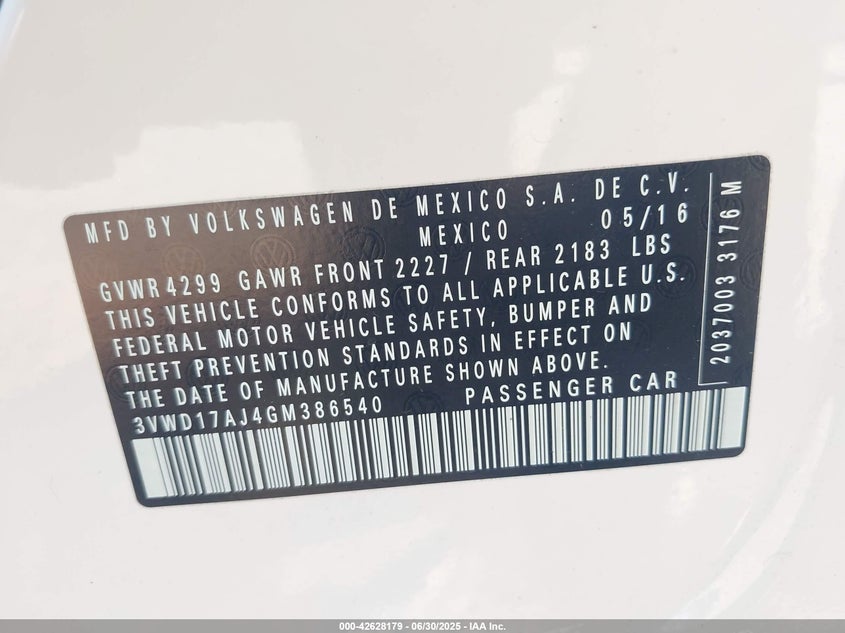 MFD BY VOLKSWAGEN DE MEXICO S.A. DE C.V.
MEXICO 05/16
GVWR 4299 GAWR FRONT 2227 / REAR 2183 LBS
THIS VEHICLE CONFORMS TO ALL APPLICABLE U.S.
FEDERAL MOTOR VEHICLE SAFETY, BUMPER AND
THEFT PREVENTION STANDARDS IN EFFECT ON
THE DATE OF MANUFACTURE SHOWN ABOVE.
3VWD17AJ4GM386540 PASSENGER CAR
2037003 3176 M
000-42628179 - 06/30/2025 - IAA Inc.